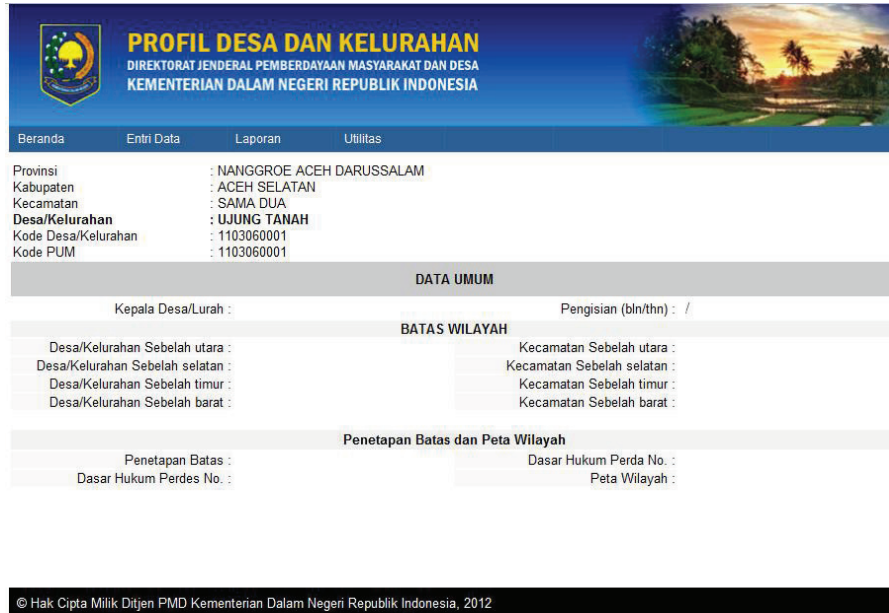 PROFIL DESA DAN KELURAHAN
DIREKTORAT JENDERAL PEMBERDAYAAN MASYARAKAT DAN DESA
KEMENTERIAN DALAM NEGERI REPUBLIK INDONESIA
Beranda Entri Data Laporan Utilitas
Provinsi : NANGGROE ACEH DARUSSALAM
Kabupaten : ACEH SELATAN
Kecamatan : SAMA DUA
Desa/Kelurahan : UJUNG TANAH
Kode Desa/Kelurahan : 1103060001
Kode PUM : 1103060001
DATA UMUM
Kepala Desa/Lurah : Pengisian (bln/thn) : /
BATAS WILAYAH
Desa/Kelurahan Sebelah utara : Kecamatan Sebelah utara :
Desa/Kelurahan Sebelah selatan : Kecamatan Sebelah selatan :
Desa/Kelurahan Sebelah timur : Kecamatan Sebelah timur :
Desa/Kelurahan Sebelah barat : Kecamatan Sebelah barat :
Penetapan Batas dan Peta Wilayah
Penetapan Batas : Dasar Hukum Perda No. :
Dasar Hukum Perdes No. : Peta Wilayah :
© Hak Cipta Milik Ditjen PMD Kementerian Dalam Negeri Republik Indonesia, 2012